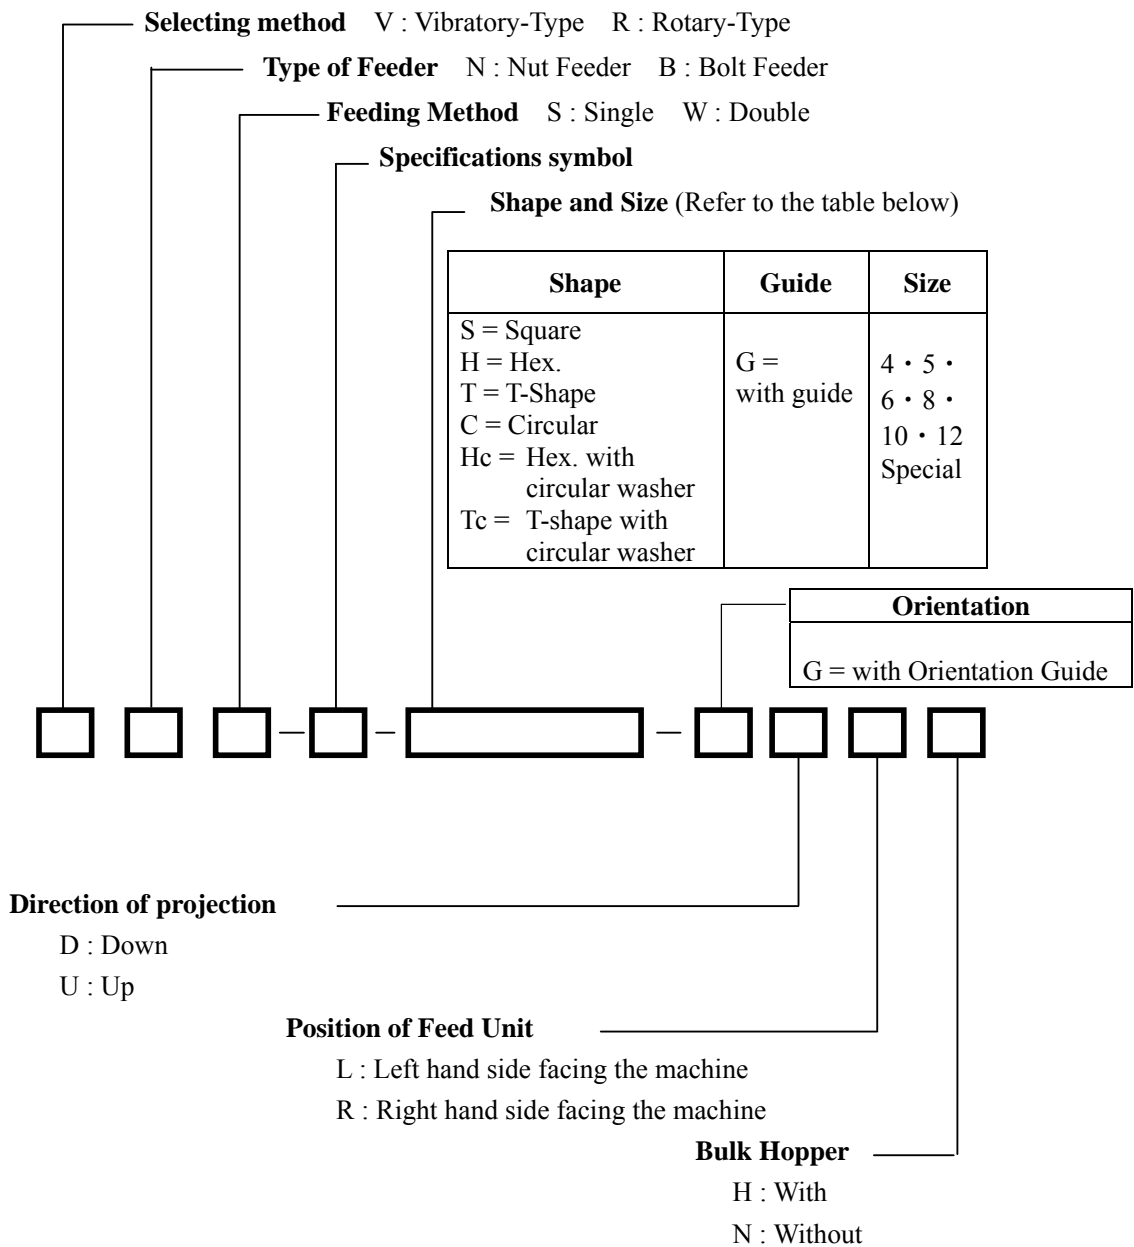 Selecting method V : Vibratory-Type R : Rotary-Type
Type of Feeder N : Nut Feeder B : Bolt Feeder
Feeding Method S : Single W : Double
Specifications symbol
Shape and Size (Refer to the table below)
Shape Guide Size
S = Square
H = Hex.
T = T-Shape
C = Circular
Hc = Hex. with
circular washer
Tc = T-shape with
circular washer
G =
with guide
4・5・
6・8・
10・12
Special
Orientation
G = with Orientation Guide
Direction of projection
D : Down
U : Up
Position of Feed Unit
L : Left hand side facing the machine
R : Right hand side facing the machine
Bulk Hopper
H : With
N : Without